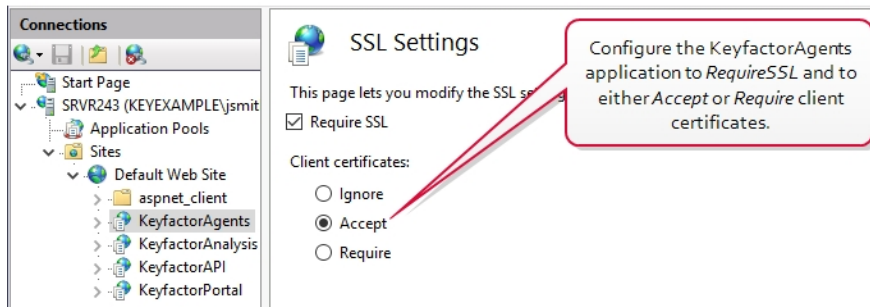 Connections
Start Page
SRVR243 (KEYEXAMPLE\jsmit
Application Pools
Sites
Default Web Site
aspnet_client
KeyfactorAgents
KeyfactorAnalysis
KeyfactorAPI
KeyfactorPortal
SSL Settings
This page lets you modify the SSL
Require SSL
Client certificates:
Ignore
Accept
Require
Configure the KeyfactorAgents
application to RequireSSL and to
either Accept or Require client
certificates.